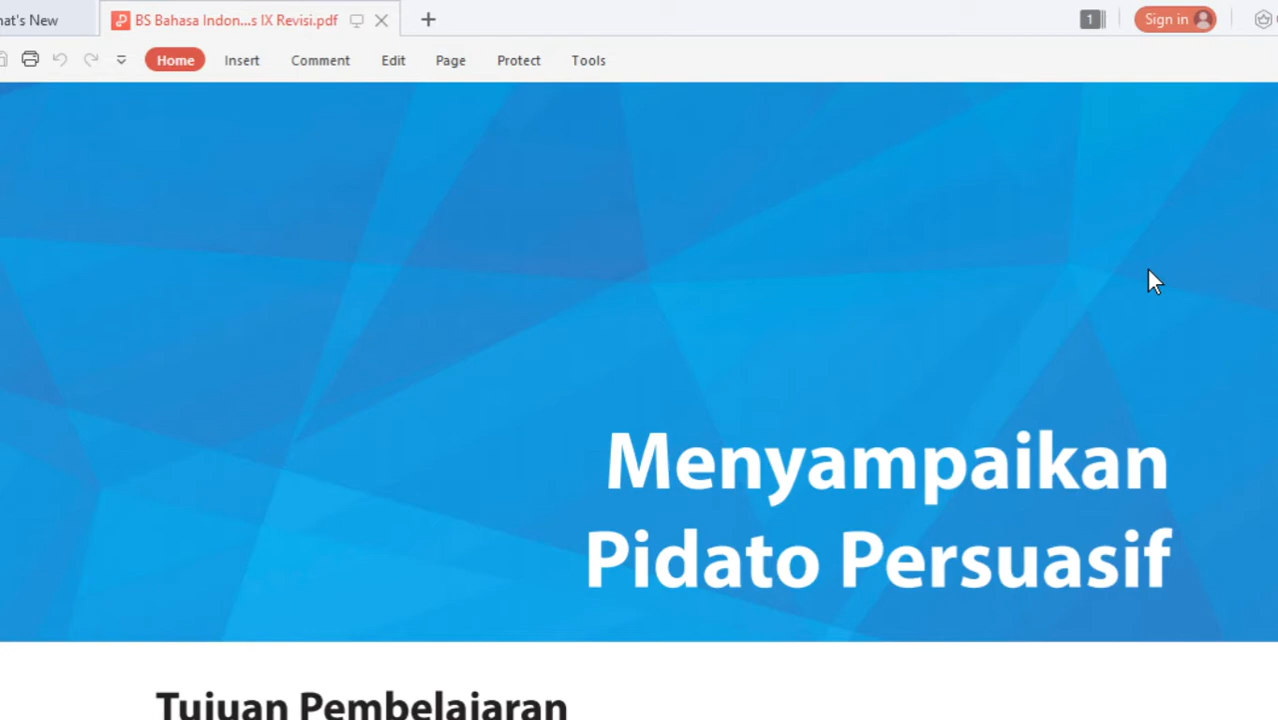 hat's New
BS Bahasa Indon...s IX Revisi.pdf
1
Sign in
Home
Insert
Comment
Edit
Page
Protect
Tools
Menyampaikan
Pidato Persuasif
Tujuan Pembelajaran